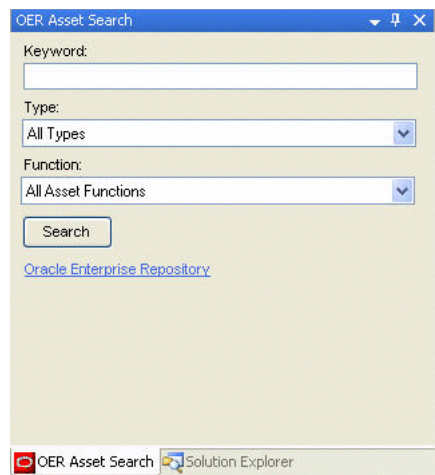 OER Asset Search
Keyword:
Type:
All Types
Function:
All Asset Functions
Search
Oracle Enterprise Repository
OER Asset Search Solution Explorer